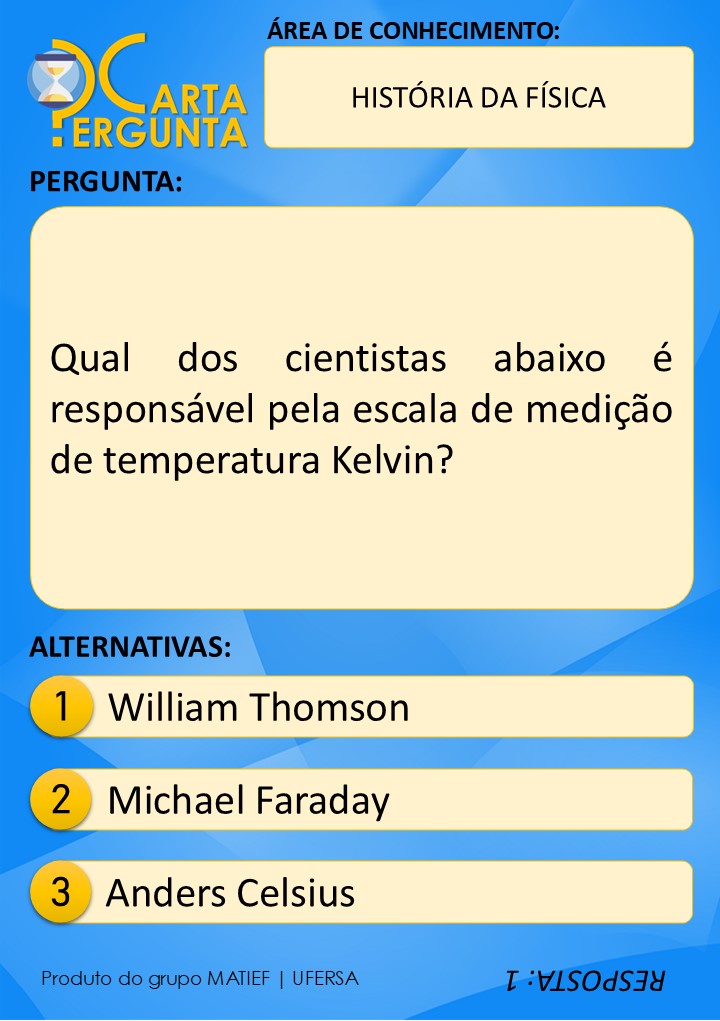 ÁREA DE CONHECIMENTO:
CARTA
PERGUNTA
HISTÓRIA DA FÍSICA
PERGUNTA:
Qual dos cientistas abaixo é
responsável pela escala de medição
de temperatura Kelvin?
ALTERNATIVAS:
1 William Thomson
2 Michael Faraday
3 Anders Celsius
Produto do grupo MATIEF | UFERSA
RESPOSTA: 1